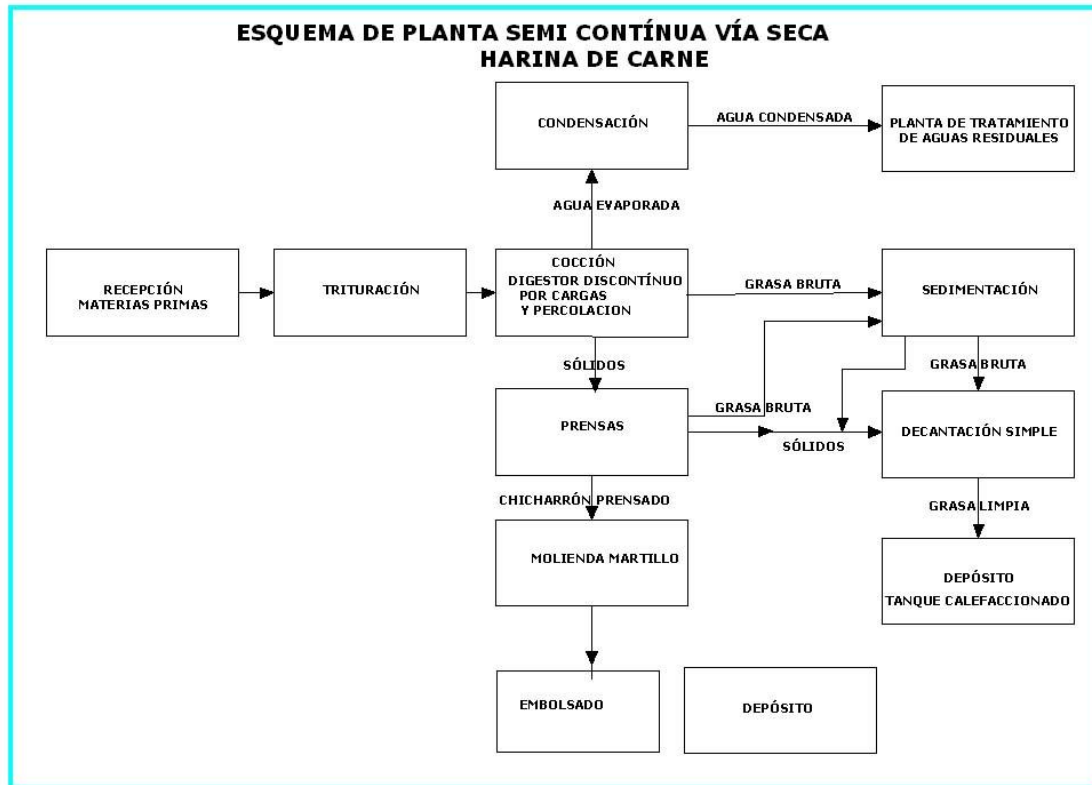 ESQUEMA DE PLANTA SEMI CONTÍNUA VÍA SECA
HARINA DE CARNE
CONDENSACIÓN
AGUA CONDENSADA
PLANTA DE TRATAMIENTO
DE AGUAS RESIDUALES
AGUA EVAPORADA
RECEPCIÓN
MATERIAS PRIMAS
TRITURACIÓN
COCCIÓN
DIGESTOR DISCONTÍNUO
POR CARGAS
Y PERCOLACION
GRASA BRUTA
SEDIMENTACIÓN
SÓLIDOS
GRASA BRUTA
PRENSAS
GRASA BRUTA
SÓLIDOS
DECANTACIÓN SIMPLE
CHICHARRÓN PRENSADO
GRASA LIMPIA
MOLIENDA MARTILLO
DEPÓSITO
TANQUE CALEFACCIONADO
EMBOLSADO
DEPÓSITO